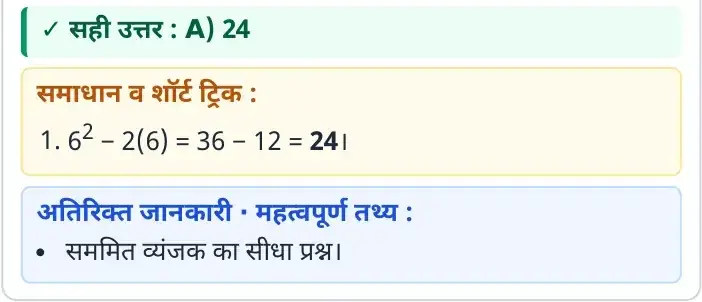 ✓ सही उत्तर : A) 24
समाधान व शॉर्ट ट्रिक :
1. 6² − 2(6) = 36 − 12 = 24।
अतिरिक्त जानकारी · महत्वपूर्ण तथ्य :
• सममित व्यंजक का सीधा प्रश्न।